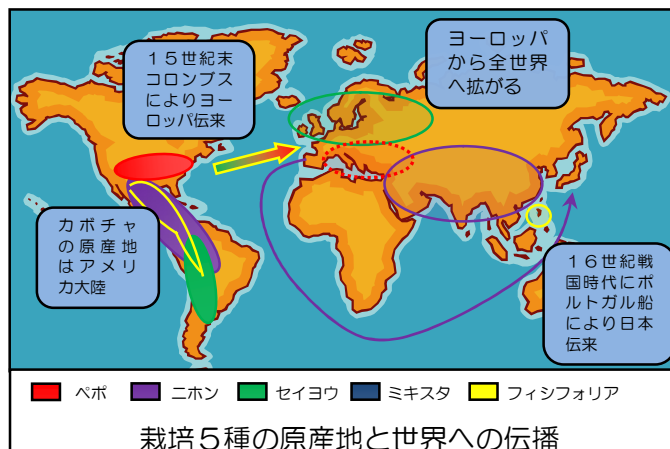 １５世紀末
コロンブス
によりヨー
ロッパ伝来
ヨーロッパ
から全世界
へ拡がる
カボチャ
の原産地
はアメリ
カ大陸
１６世紀戦
国時代にポ
ルトガル船
により日本
伝来
ペポ ニホン セイヨウ ミキスタ フィシフォリア
栽培５種の原産地と世界への伝播